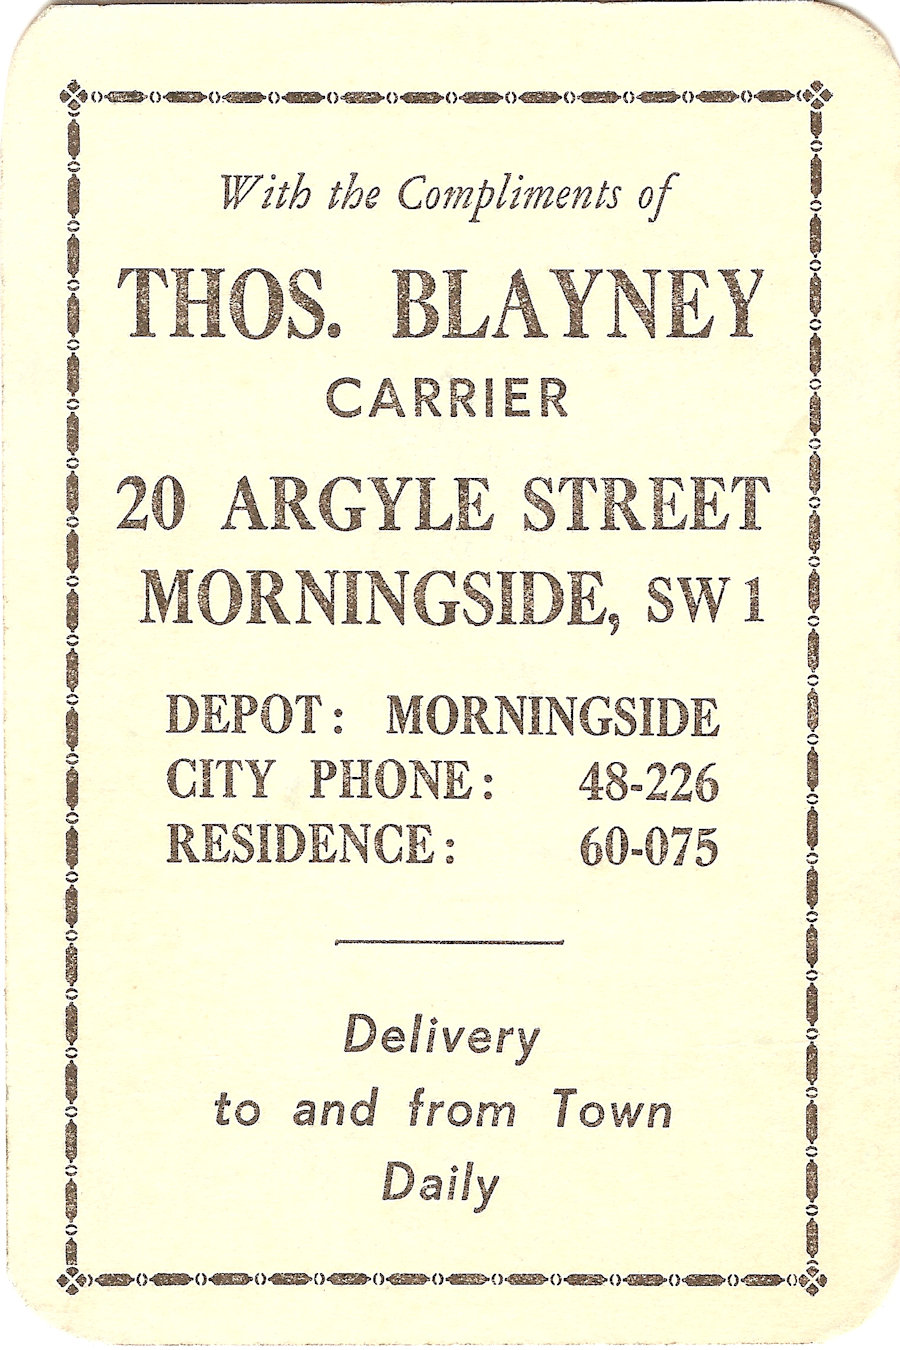 With the Compliments of
THOS. BLAYNEY
CARRIER
20 ARGYLE STREET
MORNINGSIDE, SW1
DEPOT: MORNINGSIDE
CITY PHONE: 48-226
RESIDENCE: 60-075
Delivery
to and from Town
Daily